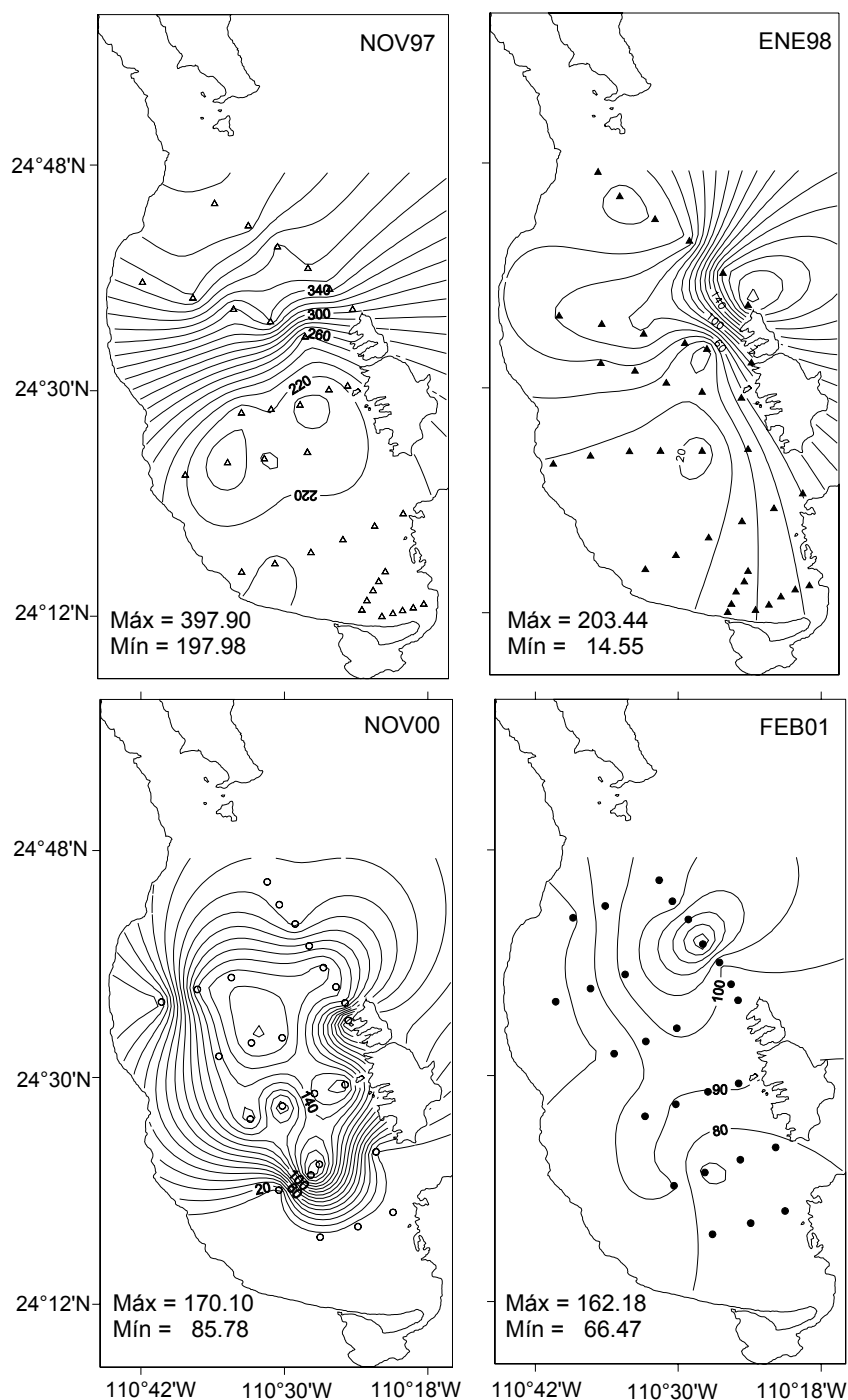 NOV97
ENE98
24°48'N
340
300
260
140
100
60
24°30'N
220
20
220
24°12'N
Máx = 397.90
Mín = 197.98
Máx = 203.44
Mín = 14.55
NOV00
FEB01
24°48'N
100
24°30'N
140
90
80
20
24°12'N
Máx = 170.10
Mín = 85.78
Máx = 162.18
Mín = 66.47
110°42'W 110°30'W 110°18'W 110°42'W 110°30'W 110°18'W